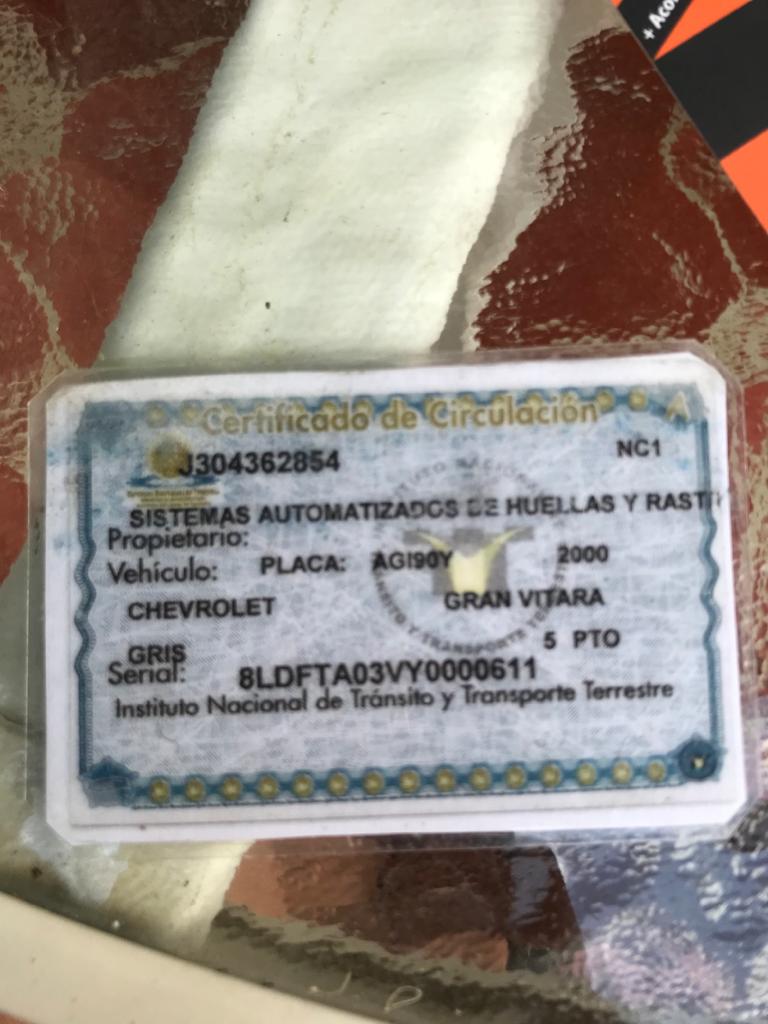 + Aco
Certificado de Circulación
J304362854
NC1
SISTEMAS AUTOMATIZADOS DE HUELLAS Y RAST
Propietario:
Vehículo: PLACA: AGI90Y 2000
CHEVROLET GRAN VITARA
GRIS 5 PTO
Serial: 8LDFTA03VY0000611
Instituto Nacional de Tránsito y Transporte Terrestre